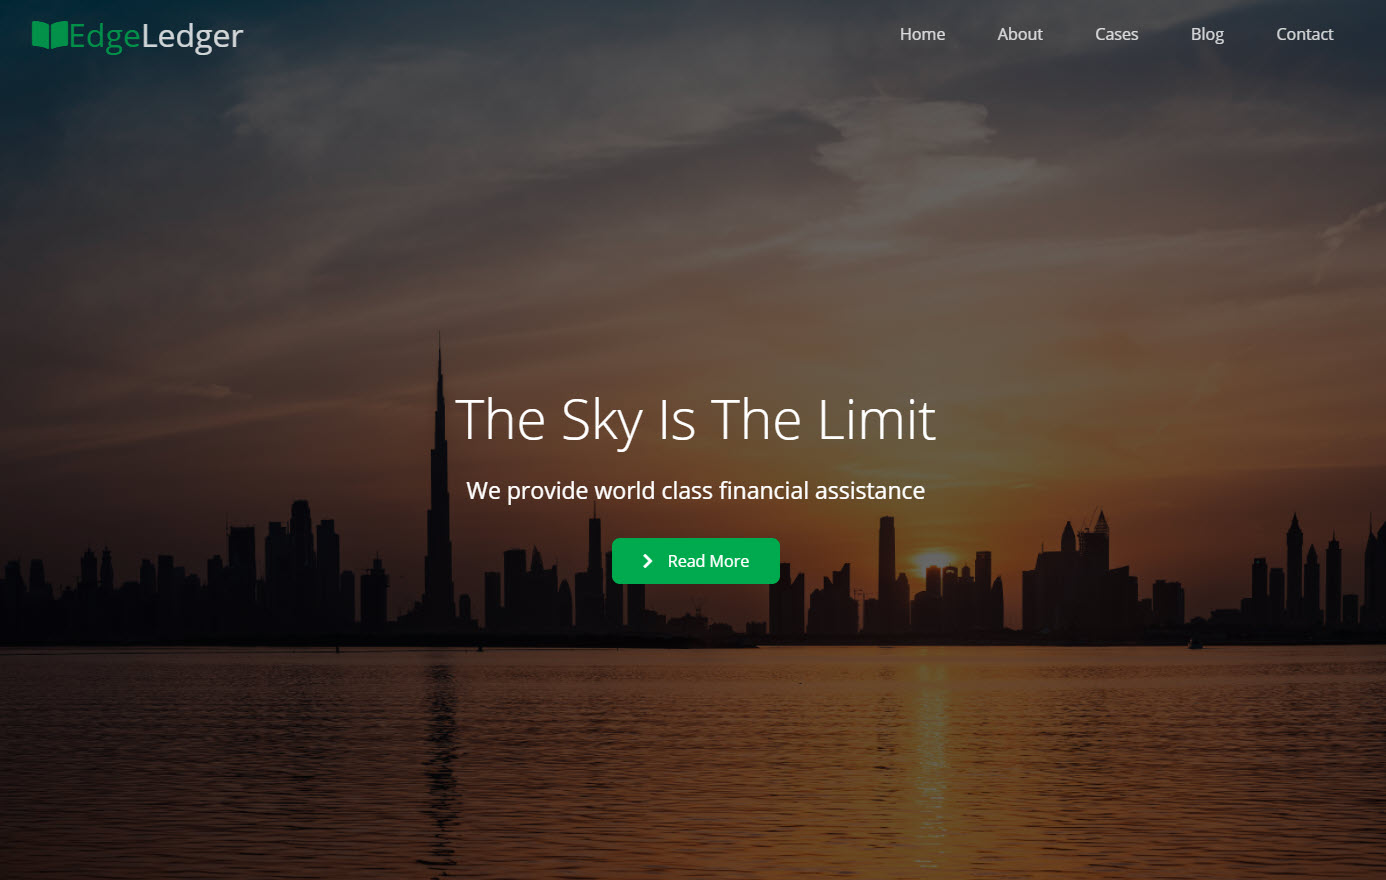 EdgeLedger
Home About Cases Blog Contact
The Sky Is The Limit
We provide world class financial assistance
Read More